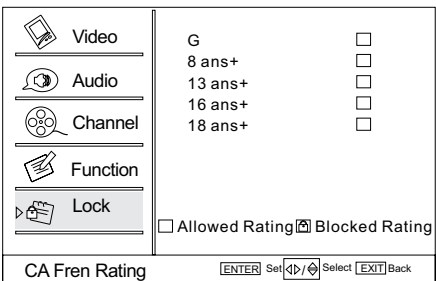 Video
Audio
Channel
Function
Lock
G
8 ans+
13 ans+
16 ans+
18 ans+
Allowed Rating Blocked Rating
CA Fren Rating
ENTER Set Select EXIT Back